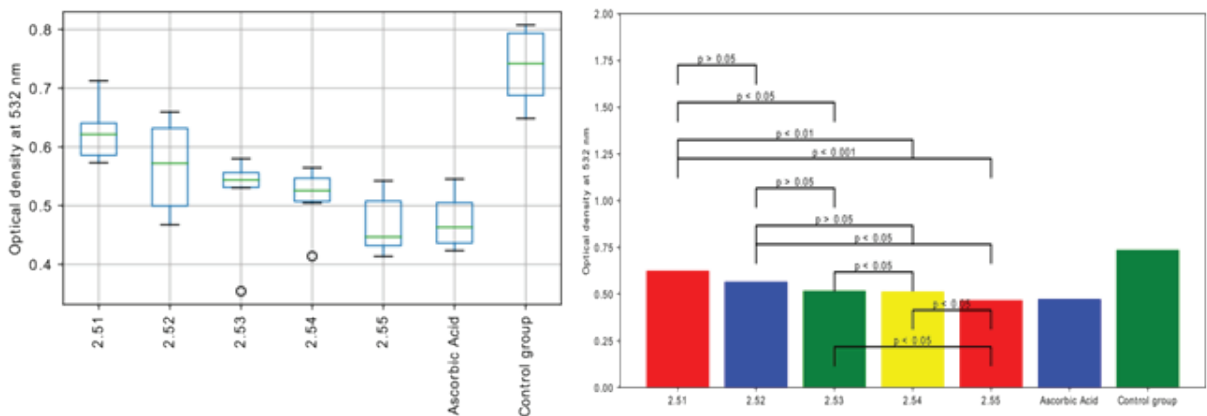 Optical density at 532 nm
0.8
0.7
0.6
0.5
0.4
2.51
2.52
2.53
2.54
2.55
Ascorbic Acid
Control group
Optical density at 532 nm
2.00
1.75
1.50
1.25
1.00
0.75
0.50
0.25
0.00
p > 0.05
p < 0.05
p < 0.01
p < 0.001
p > 0.05
p > 0.05
p < 0.05
p < 0.05
p < 0.05
p < 0.05
2.51
2.52
2.53
2.54
2.55
Ascorbic Acid
Control group